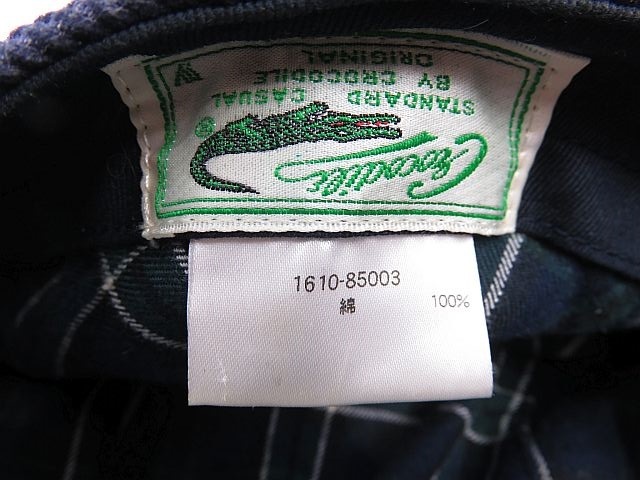 Crocodile
STANDARD CASUAL
BY CROCODILE
ORIGINAL
1610-85003
綿 100%